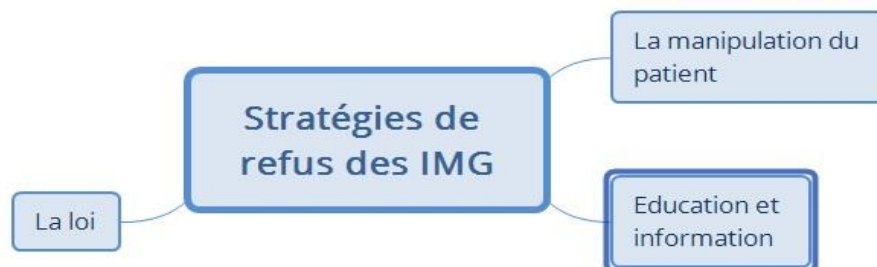 La manipulation du
patient
Stratégies de
refus des IMG
La loi
Education et
information